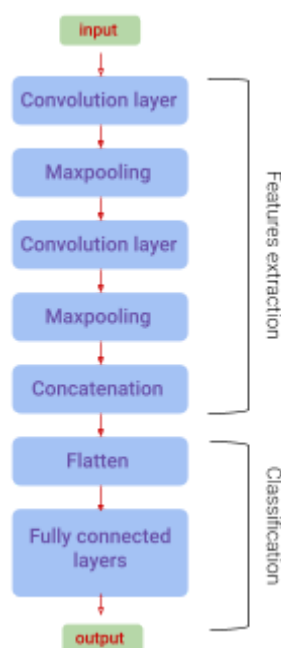 input
Convolution layer
Maxpooling
Convolution layer
Maxpooling
Concatenation
Features extraction
Flatten
Fully connected
layers
Classification
output